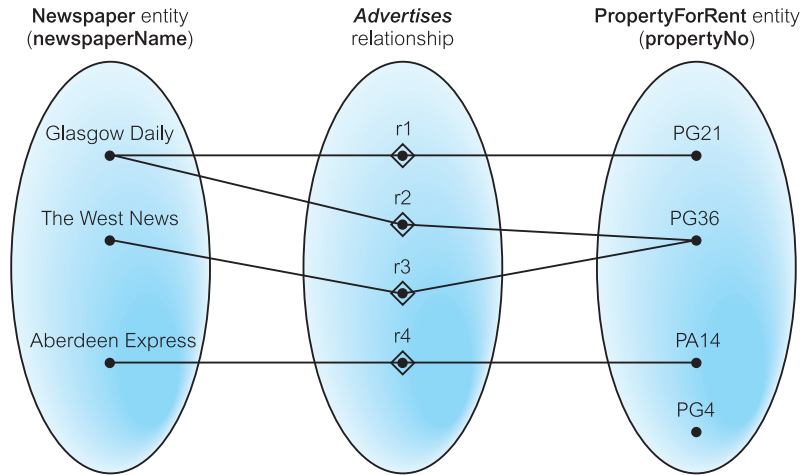 Newspaper entity
(newspaperName)
Advertises
relationship
PropertyForRent entity
(propertyNo)
Glasgow Daily
The West News
Aberdeen Express
r1
r2
r3
r4
PG21
PG36
PA14
PG4